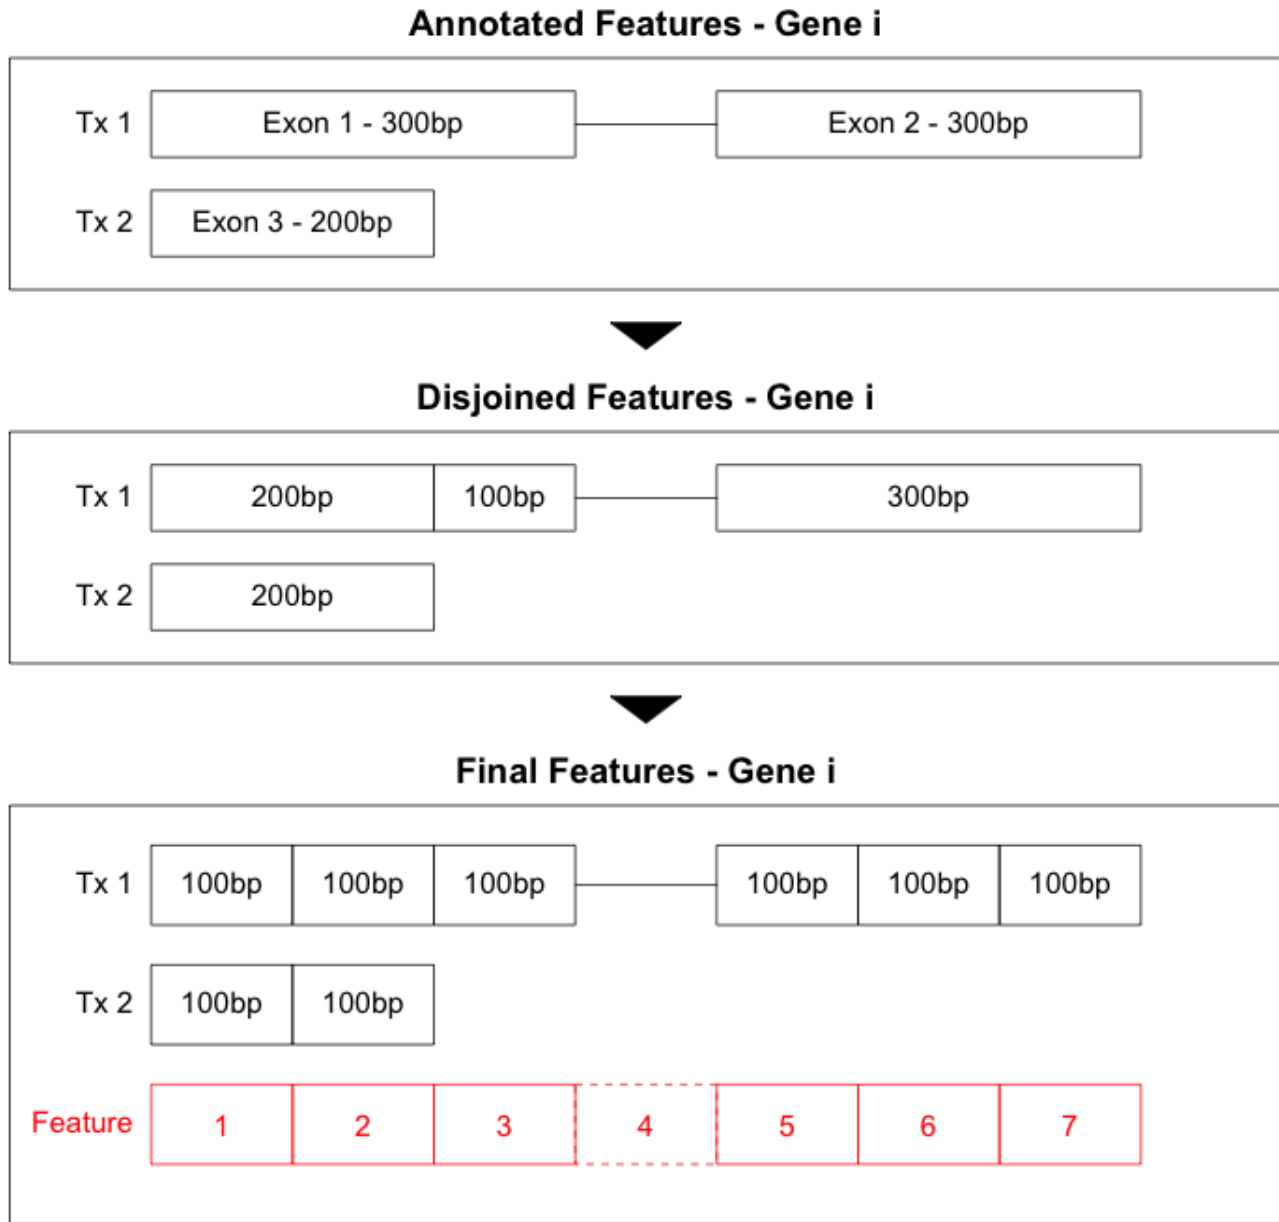 Annotated Features - Gene i
Tx 1 Exon 1 - 300bp Exon 2 - 300bp
Tx 2 Exon 3 - 200bp
Disjoined Features - Gene i
Tx 1 200bp 100bp 300bp
Tx 2 200bp
Final Features - Gene i
Tx 1 100bp 100bp 100bp 100bp 100bp 100bp
Tx 2 100bp 100bp
Feature 1 2 3 4 5 6 7